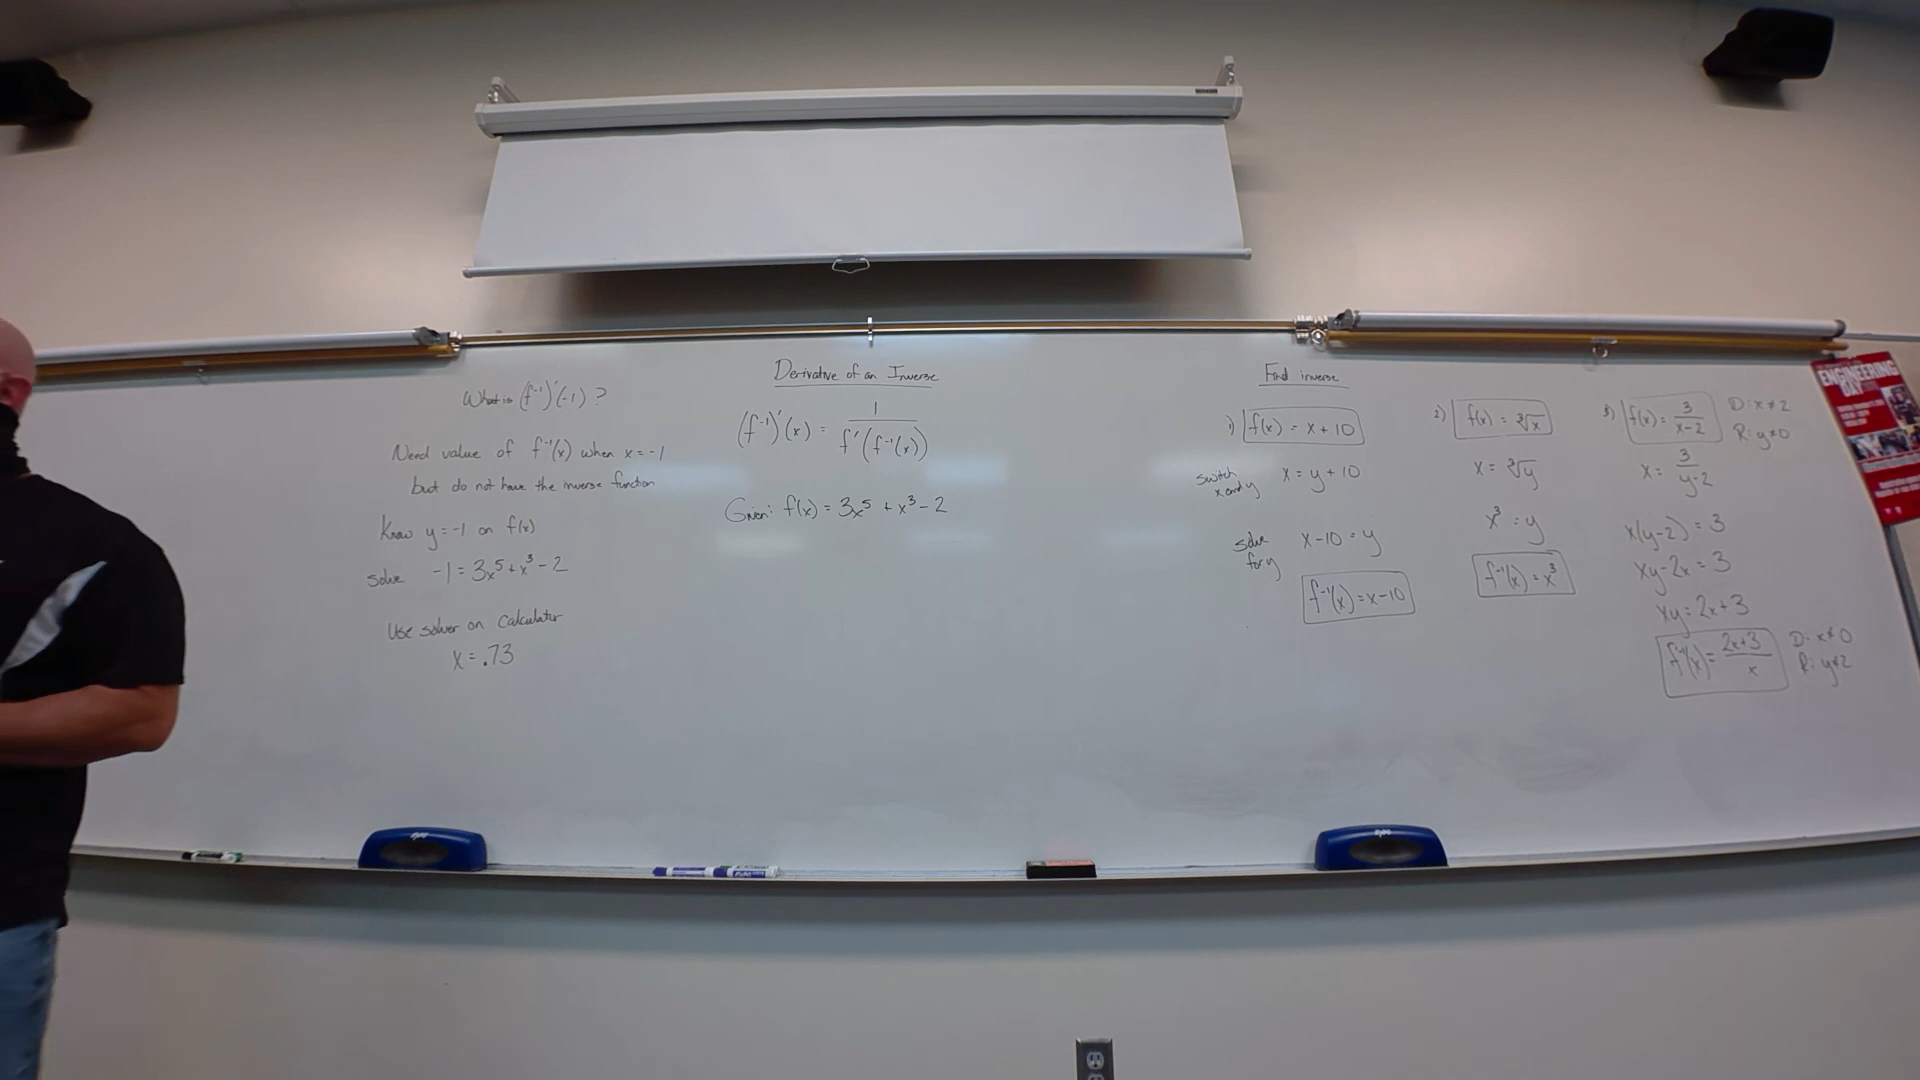 What is (f⁻¹)'(-1) ?
Need value of f⁻¹(x) when x = -1
but do not have the inverse function
Know y = -1 on f(x)
solve -1 = 3x⁵ + x³ - 2
Use solver on calculator
x = .73
Derivative of an Inverse
(f⁻¹)'(x) = 1 / f'(f⁻¹(x))
Given: f(x) = 3x⁵ + x³ - 2
Find inverse
1) f(x) = x + 10
switch x and y
x = y + 10
solve for y
x - 10 = y
f⁻¹(x) = x - 10
2) f(x) = ³√x
x = ³√y
x³ = y
f⁻¹(x) = x³
3) f(x) = 3 / x-2
D: x ≠ 2
R: y ≠ 0
x = 3 / y-2
x(y-2) = 3
xy - 2x = 3
xy = 2x + 3
f⁻¹(x) = 2x+3 / x
D: x ≠ 0
R: y ≠ 2
ENGINEERING
DAY